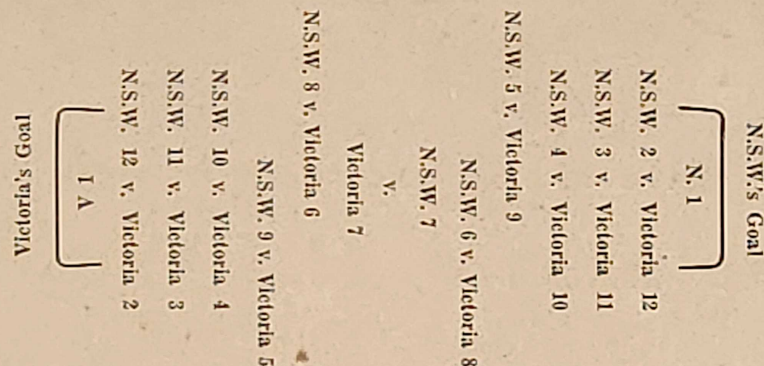 N.S.W.'s Goal
N. 1
N.S.W. 2 v. Victoria 12
N.S.W. 3 v. Victoria 11
N.S.W. 4 v. Victoria 10
N.S.W. 5 v. Victoria 9
N.S.W. 6 v. Victoria 8
N.S.W. 7
v.
Victoria 7
N.S.W. 8 v. Victoria 6
N.S.W. 9 v. Victoria 5
N.S.W. 10 v. Victoria 4
N.S.W. 11 v. Victoria 3
N.S.W. 12 v. Victoria 2
V 1
Victoria's Goal